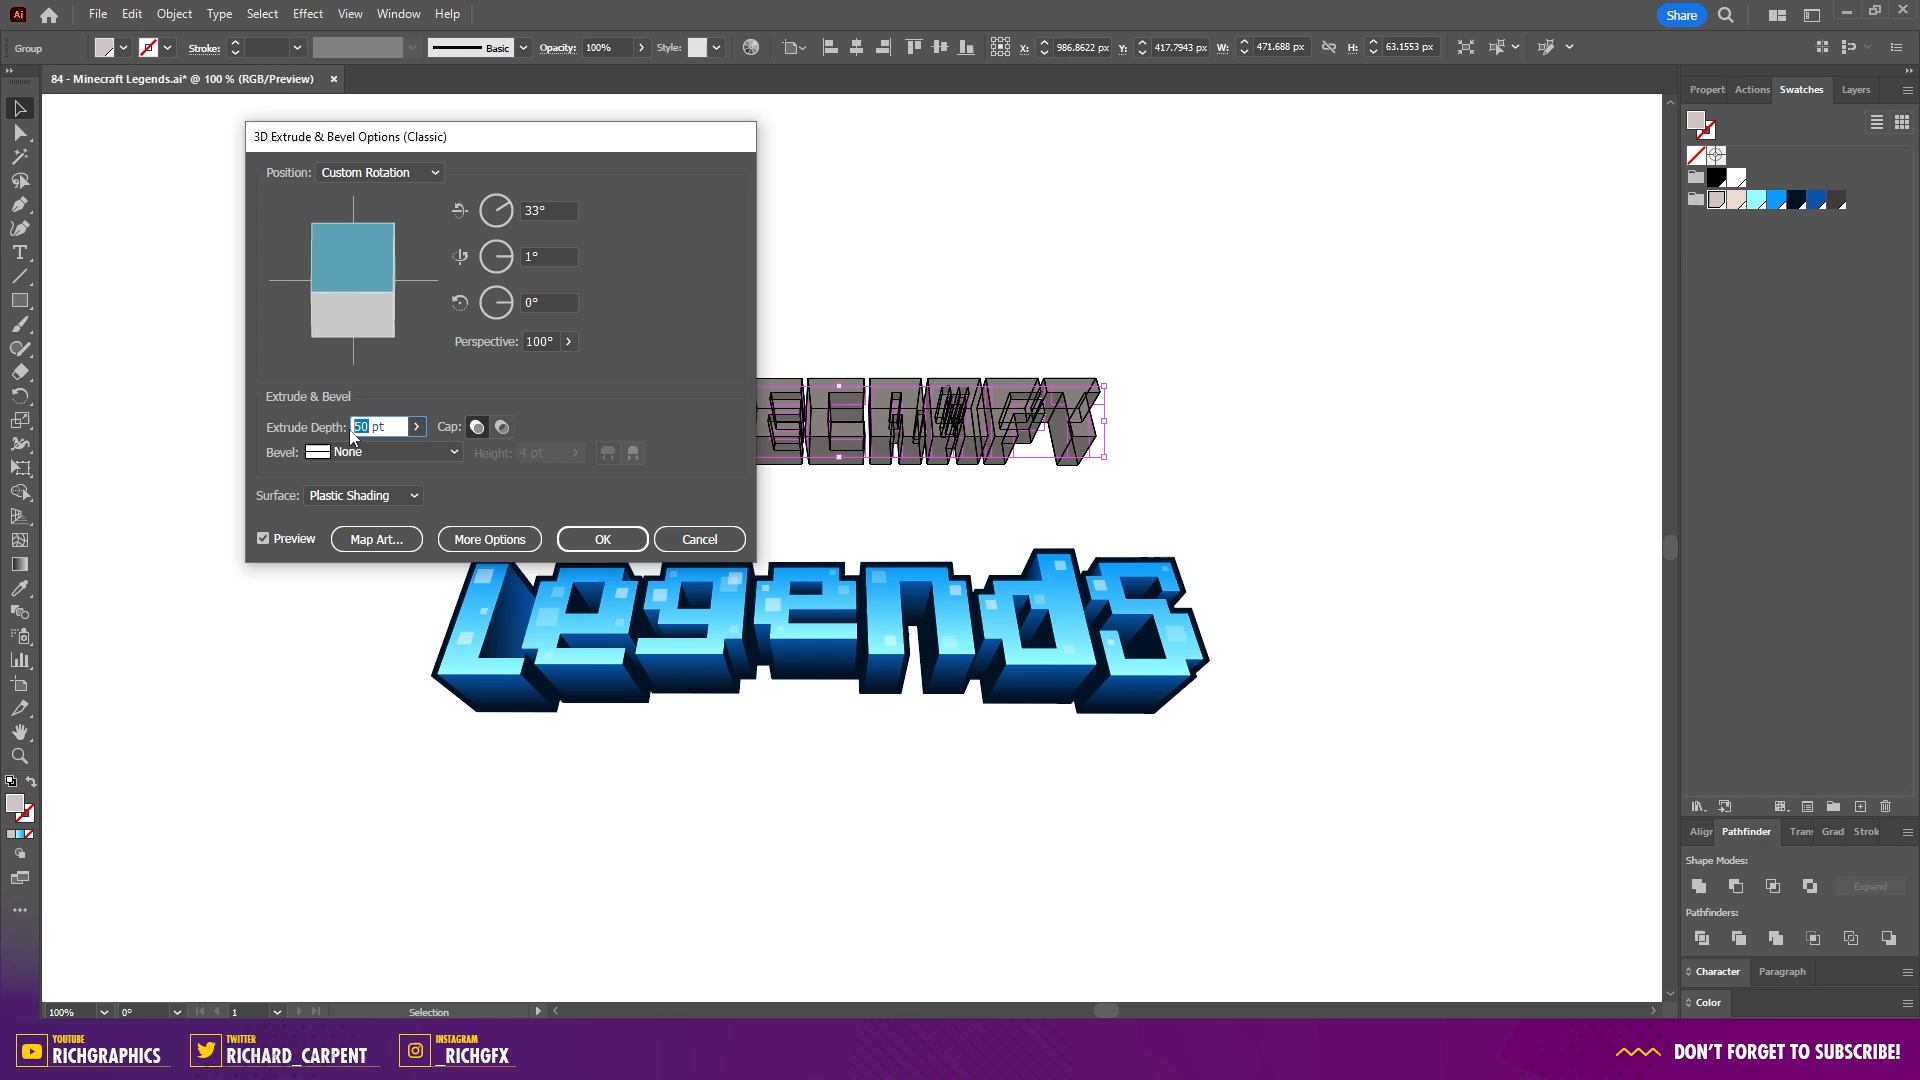 Ai File Edit Object Type Select Effect View Window Help Share
Group Stroke: Basic Opacity: 100% Style: X: 986.8622 px Y: 417.7943 px W: 471.688 px H: 63.1553 px
84 - Minecraft Legends.ai* @ 100 % (RGB/Preview) ×
Propert Actions Swatches Layers
3D Extrude & Bevel Options (Classic)
Position: Custom Rotation
33°
1°
0°
Perspective: 100°
Extrude & Bevel
Extrude Depth: 50 pt Cap:
Bevel: None Height: 4 pt
Surface: Plastic Shading
Preview Map Art... More Options OK Cancel
Legends
Aligr Pathfinder Trans Grad Strok
Shape Modes:
Expand
Pathfinders:
Character Paragraph
Color
100% 0° 1 Selection
YOUTUBE
RICHGRAPHICS
TWITTER
RICHARD_CARPENT
INSTAGRAM
_RICHGFX
DON'T FORGET TO SUBSCRIBE!